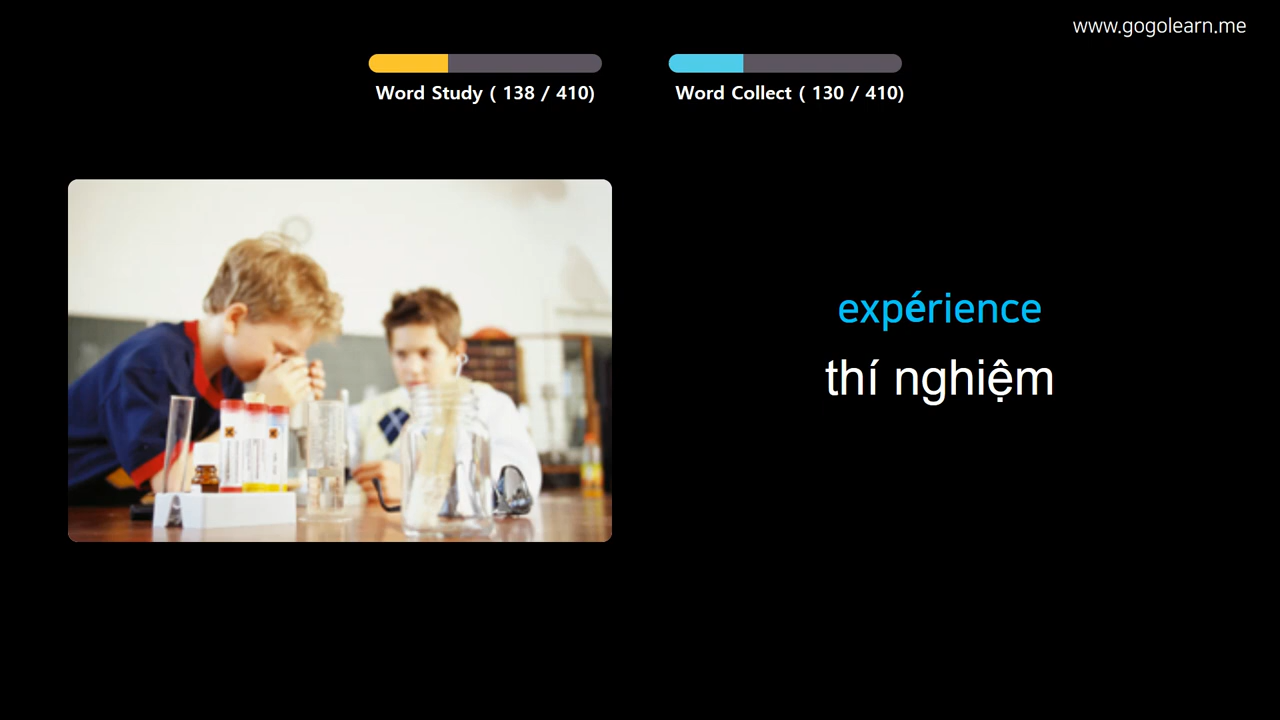 www.gogolearn.me
Word Study ( 138 / 410)
Word Collect ( 130 / 410)
expérience
thí nghiệm